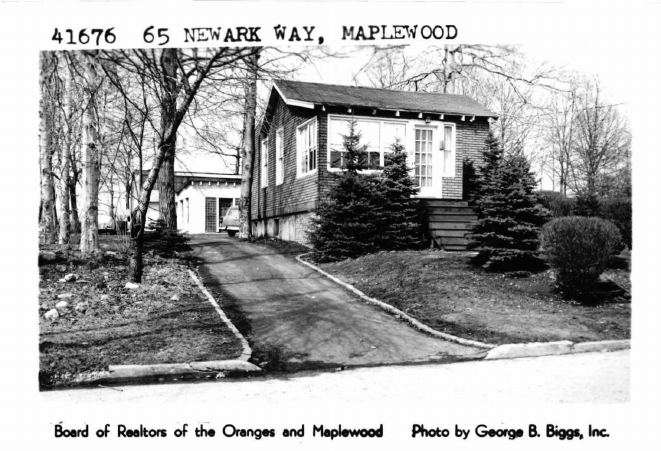 41676 65 NEWARK WAY, MAPLEWOOD
Board of Realtors of the Oranges and Maplewood Photo by George B. Biggs, Inc.